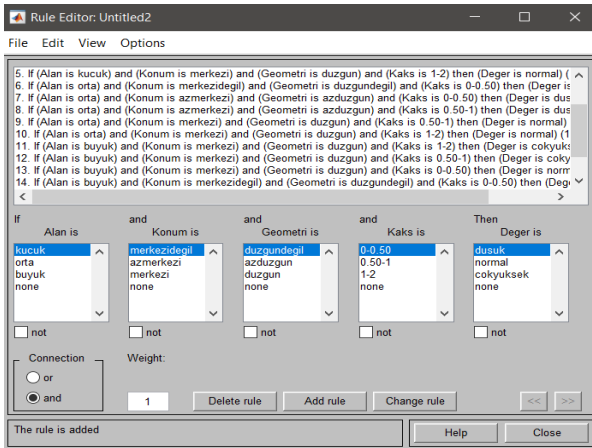 Rule Editor: Untitled2
File Edit View Options
5. If (Alan is kucuk) and (Konum is merkezi) and (Geometri is duzgun) and (Kaks is 1-2) then (Deger is normal) (
6. If (Alan is orta) and (Konum is merkezidegil) and (Geometri is duzgundegil) and (Kaks is 0-0.50) then (Deger is
7. If (Alan is orta) and (Konum is azmerkezi) and (Geometri is azduzgun) and (Kaks is 0-0.50) then (Deger is dus
8. If (Alan is orta) and (Konum is azmerkezi) and (Geometri is azduzgun) and (Kaks is 0.50-1) then (Deger is dus
9. If (Alan is orta) and (Konum is merkezi) and (Geometri is duzgun) and (Kaks is 0.50-1) then (Deger is normal)
10. If (Alan is orta) and (Konum is merkezi) and (Geometri is duzgun) and (Kaks is 1-2) then (Deger is normal) (1
11. If (Alan is buyuk) and (Konum is merkezi) and (Geometri is duzgun) and (Kaks is 1-2) then (Deger is cokyuks
12. If (Alan is buyuk) and (Konum is merkezi) and (Geometri is duzgun) and (Kaks is 0.50-1) then (Deger is coky
13. If (Alan is buyuk) and (Konum is merkezi) and (Geometri is duzgun) and (Kaks is 0-0.50) then (Deger is norm
14. If (Alan is buyuk) and (Konum is merkezidegil) and (Geometri is duzgundegil) and (Kaks is 0-0.50) then (Dege
If and and and Then
Alan is Konum is Geometri is Kaks is Deger is
kucuk merkezidegil duzgundegil 0-0.50 dusuk
orta azmerkezi azduzgun 0.50-1 normal
buyuk merkezi duzgun 1-2 cokyuksek
none none none none none
not not not not not
Connection Weight:
or
and 1 Delete rule Add rule Change rule << >>
The rule is added Help Close